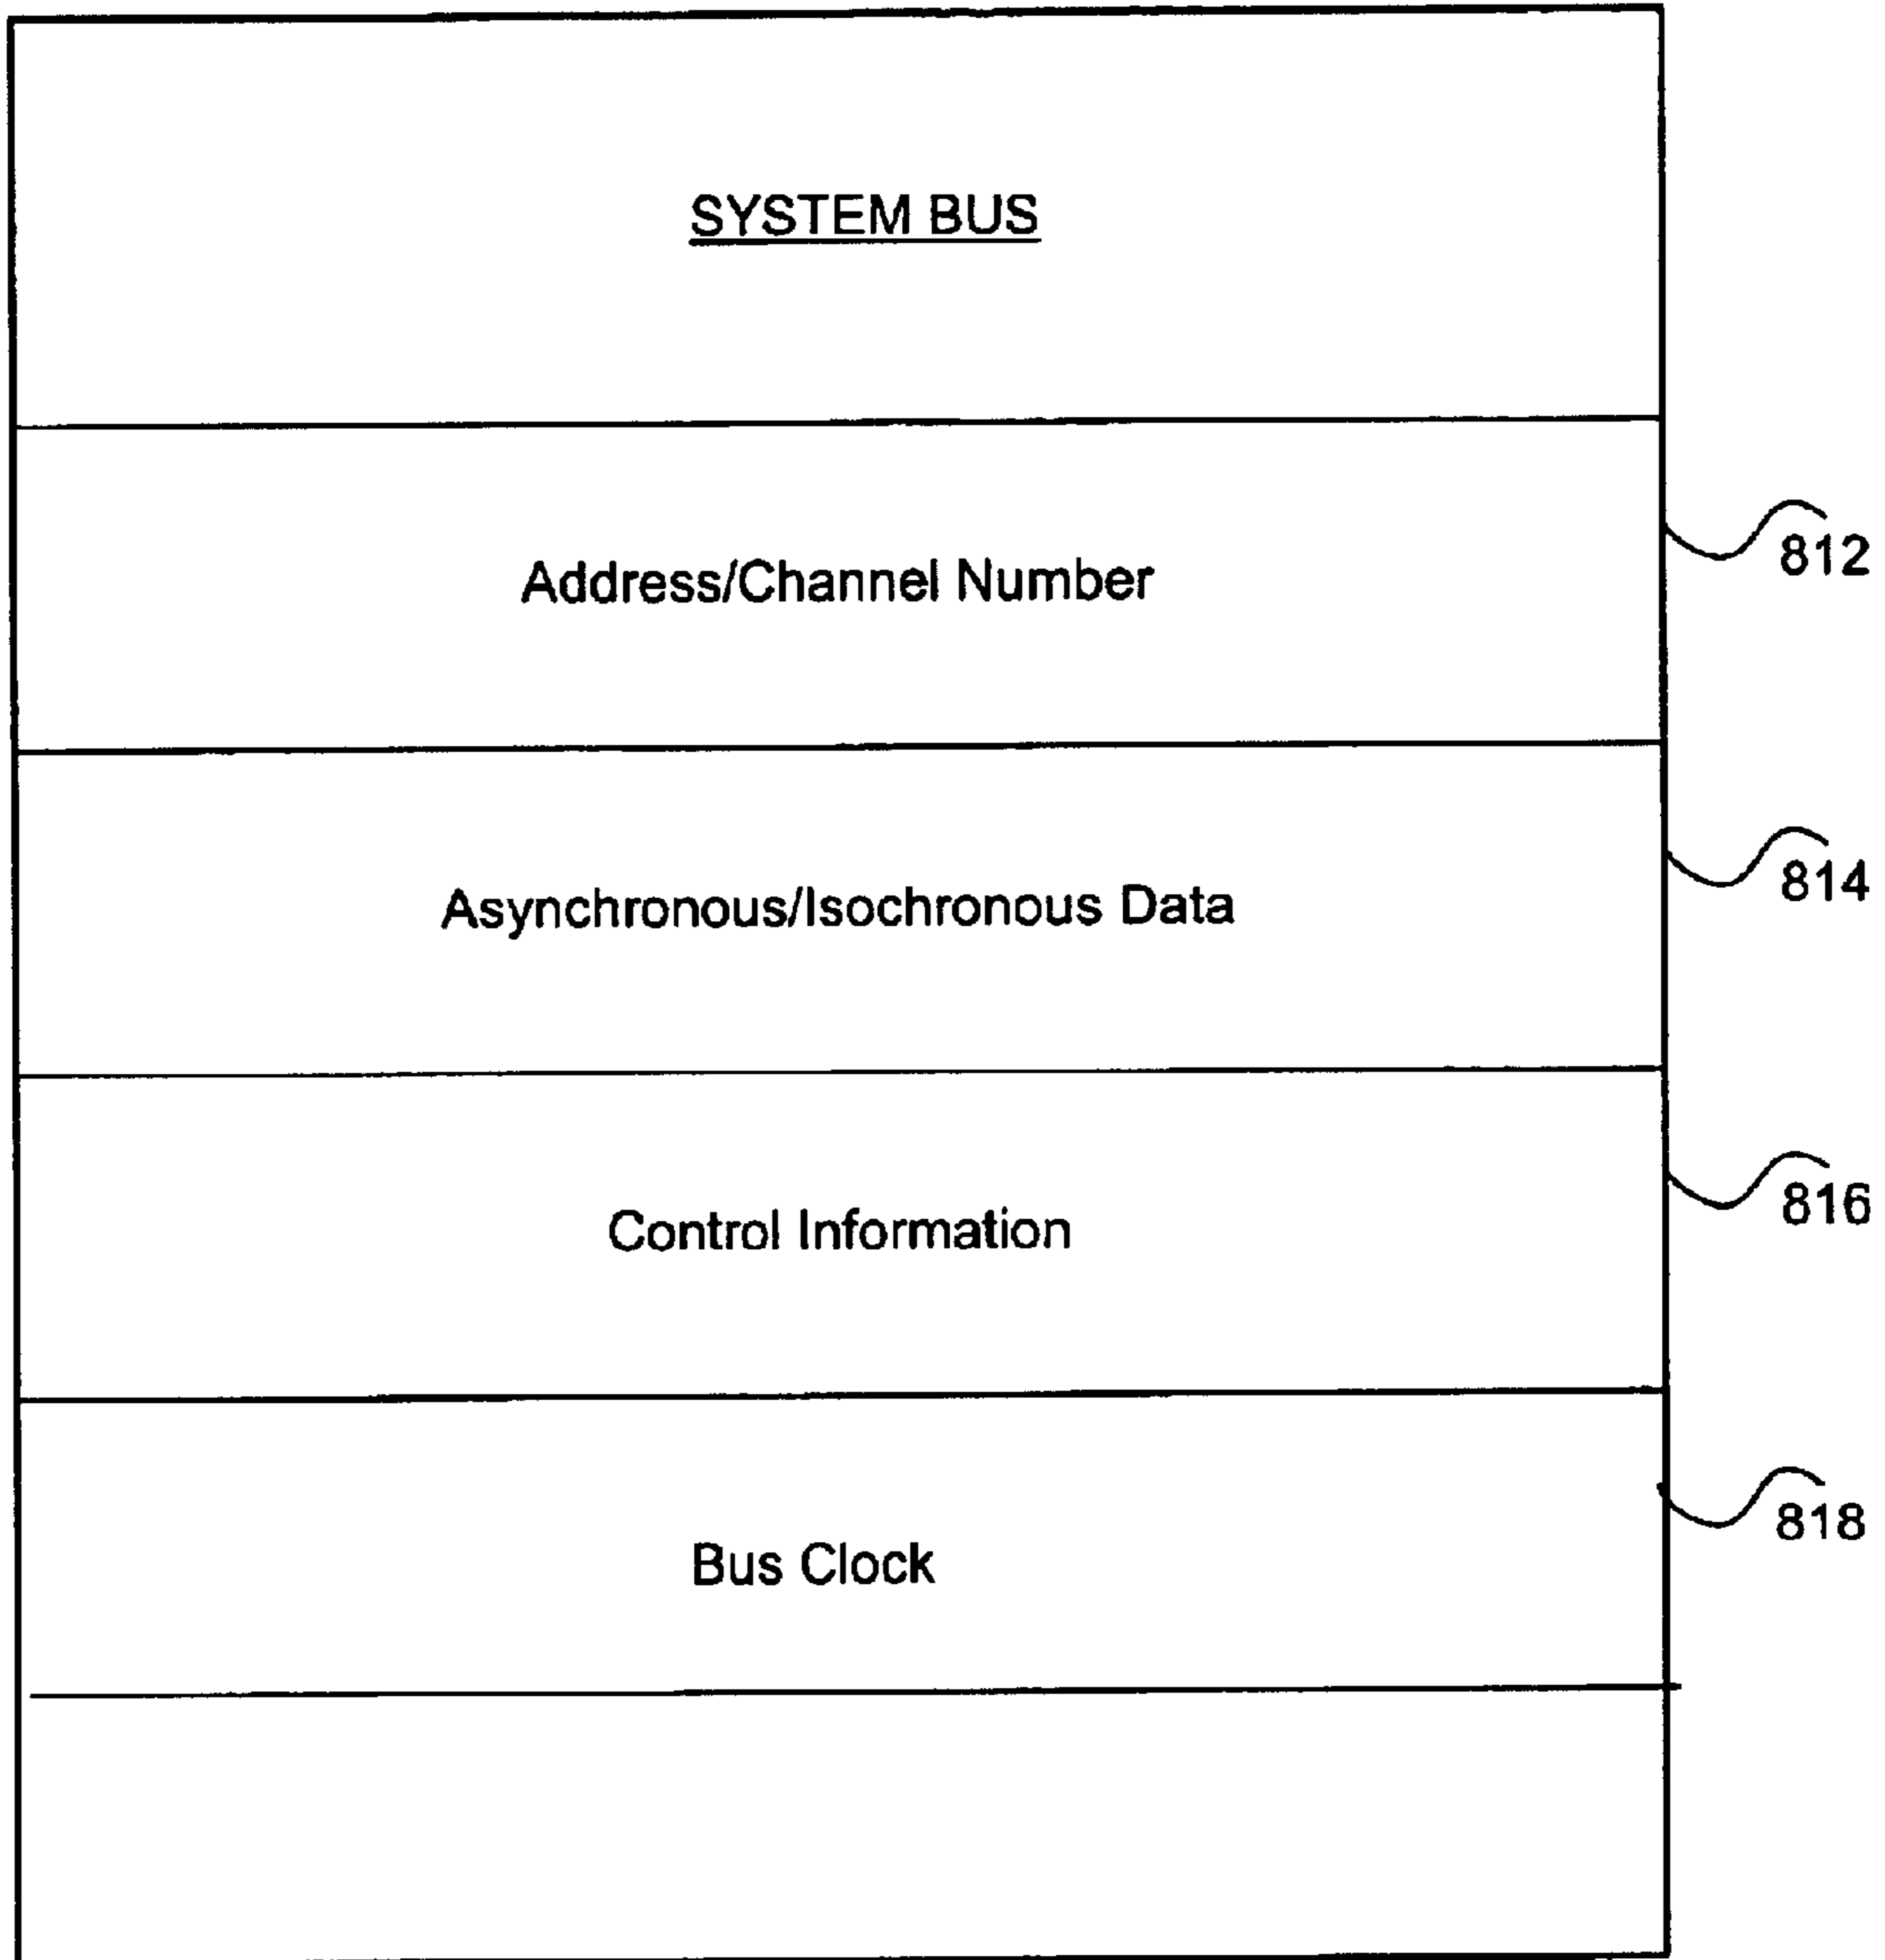 SYSTEM BUS
Address/Channel Number
812
Asynchronous/Isochronous Data
814
Control Information
816
Bus Clock
818